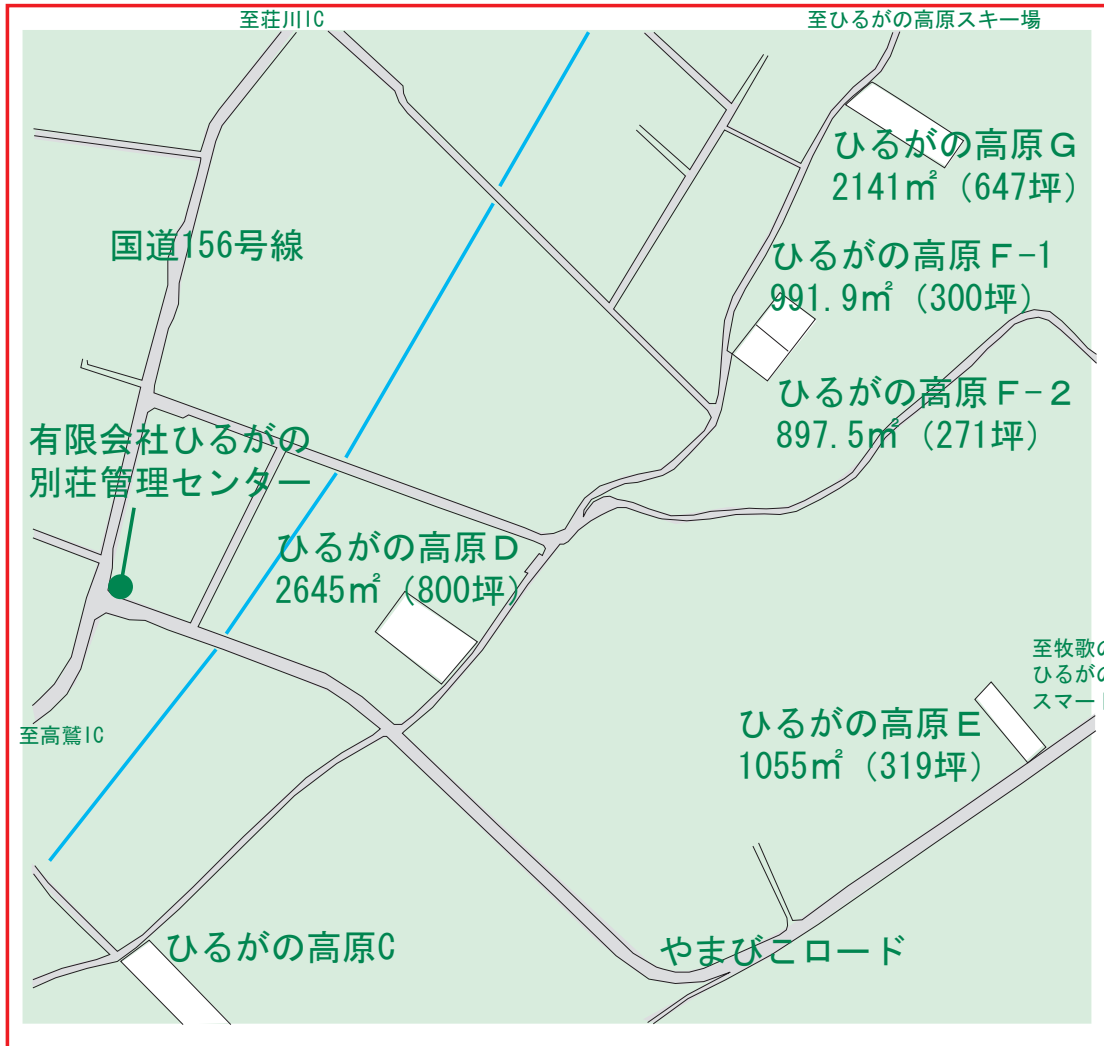 至荘川IC
至ひるがの高原スキー場
ひるがの高原G
2141㎡（647坪）
国道156号線
ひるがの高原F-1
991.9㎡（300坪）
ひるがの高原F-2
897.5㎡（271坪）
有限会社ひるがの
別荘管理センター
ひるがの高原D
2645㎡（800坪）
至牧歌の
ひるがの
スマート
ひるがの高原E
1055㎡（319坪）
至高鷲IC
ひるがの高原C
やまびこロード